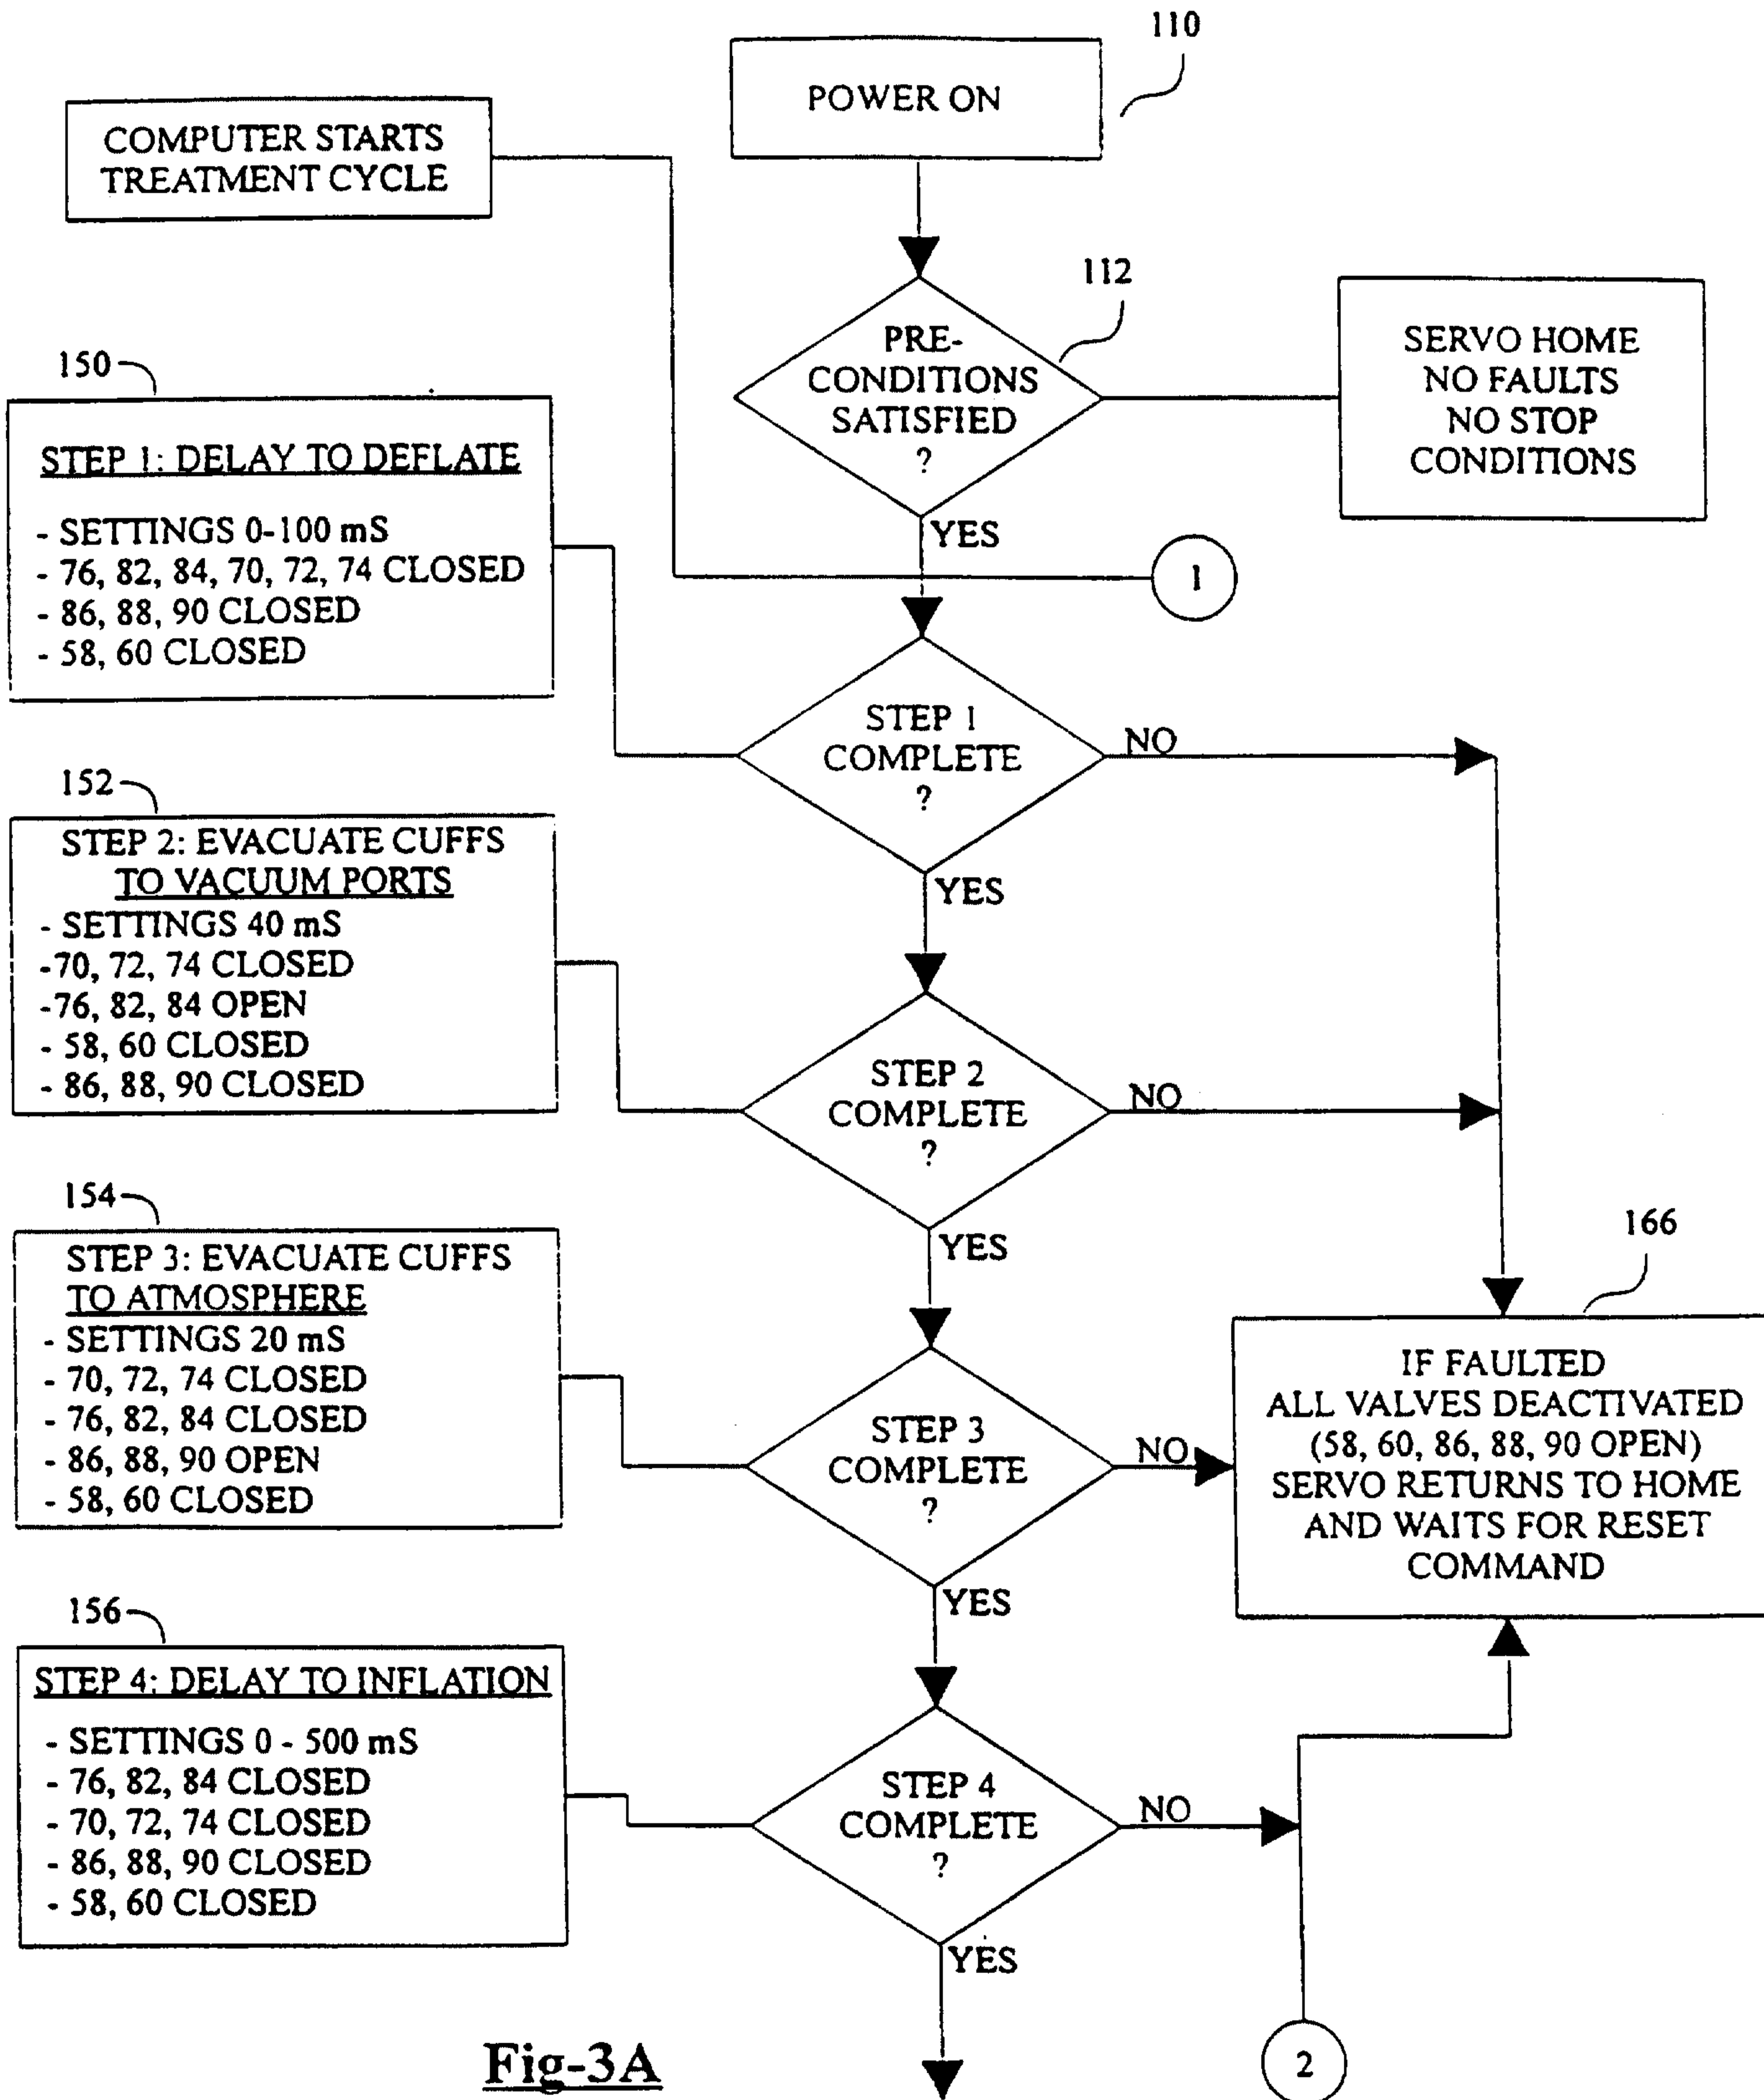 110
POWER ON
COMPUTER STARTS
TREATMENT CYCLE
112
PRE-
CONDITIONS
SATISFIED
?
SERVO HOME
NO FAULTS
NO STOP
CONDITIONS
YES
1
150
STEP 1: DELAY TO DEFLATE
- SETTINGS 0-100 mS
- 76, 82, 84, 70, 72, 74 CLOSED
- 86, 88, 90 CLOSED
- 58, 60 CLOSED
STEP 1
COMPLETE
?
NO
YES
152
STEP 2: EVACUATE CUFFS
TO VACUUM PORTS
- SETTINGS 40 mS
-70, 72, 74 CLOSED
-76, 82, 84 OPEN
- 58, 60 CLOSED
- 86, 88, 90 CLOSED
STEP 2
COMPLETE
?
NO
YES
154
STEP 3: EVACUATE CUFFS
TO ATMOSPHERE
- SETTINGS 20 mS
- 70, 72, 74 CLOSED
- 76, 82, 84 CLOSED
- 86, 88, 90 OPEN
- 58, 60 CLOSED
STEP 3
COMPLETE
?
NO
YES
166
IF FAULTED
ALL VALVES DEACTIVATED
(58, 60, 86, 88, 90 OPEN)
SERVO RETURNS TO HOME
AND WAITS FOR RESET
COMMAND
156
STEP 4: DELAY TO INFLATION
- SETTINGS 0 - 500 mS
- 76, 82, 84 CLOSED
- 70, 72, 74 CLOSED
- 86, 88, 90 CLOSED
- 58, 60 CLOSED
STEP 4
COMPLETE
?
NO
YES
2
Fig-3A